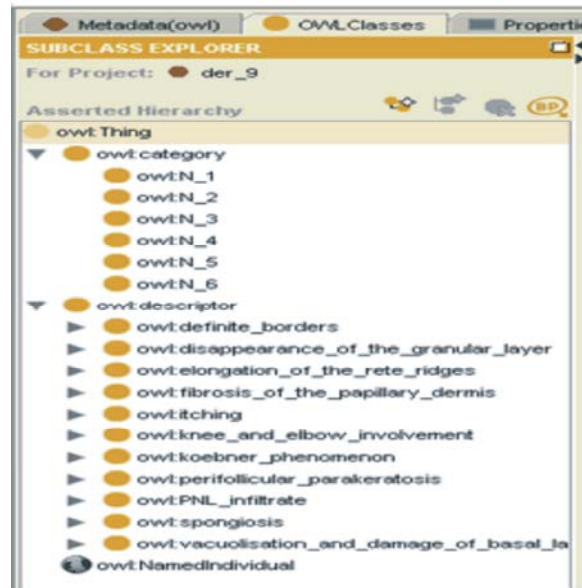 Metadata(owl) OWLClasses Properti
SUBCLASS EXPLORER
For Project: der_9
Asserted Hierarchy BP
owl:Thing
owl:category
owl:N_1
owl:N_2
owl:N_3
owl:N_4
owl:N_5
owl:N_6
owl:descriptor
owl:definite_borders
owl:disappearance_of_the_granular_layer
owl:elongation_of_the_rete_ridges
owl:fibrosis_of_the_papillary_dermis
owl:itching
owl:knee_and_elbow_involvement
owl:koebner_phenomenon
owl:perifollicular_parakeratosis
owl:PNL_infiltrate
owl:spongiosis
owl:vacuolisation_and_damage_of_basal_la
owl:NamedIndividual